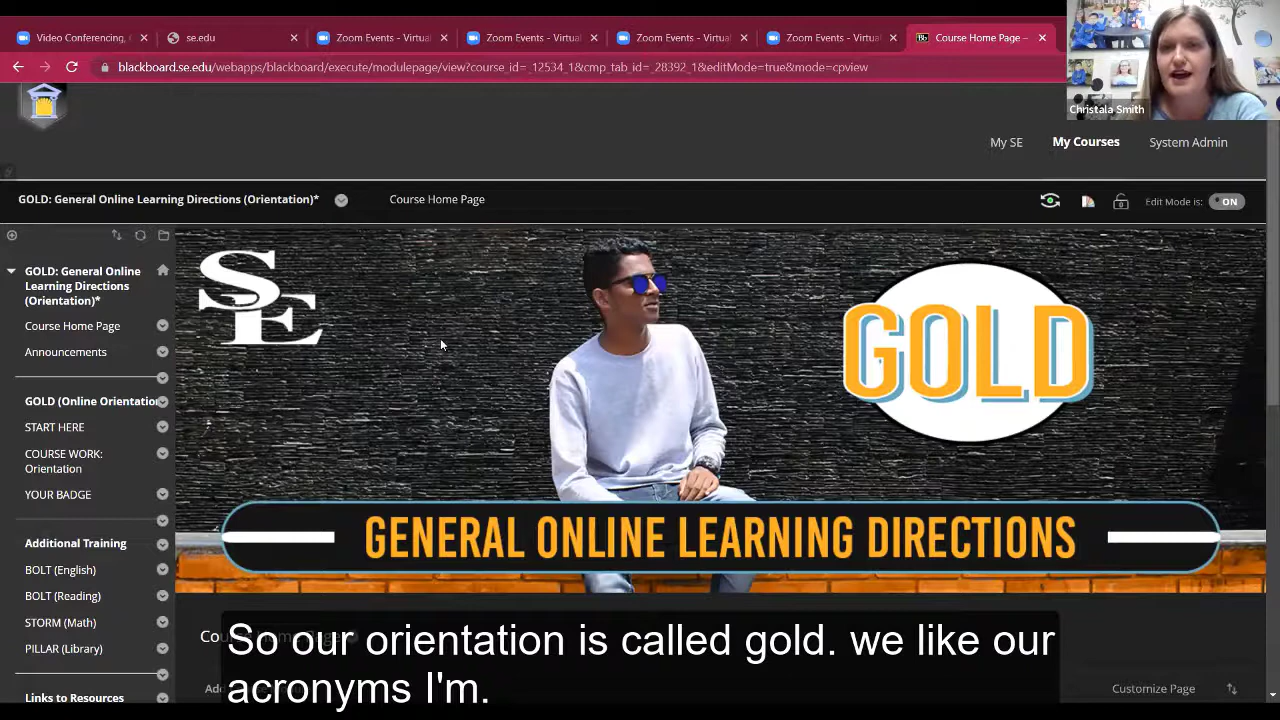 Video Conferencing, C
se.edu
Zoom Events - Virtual
Zoom Events - Virtual
Zoom Events - Virtual
Zoom Events - Virtual
Course Home Page –
blackboard.se.edu/webapps/blackboard/execute/modulepage/view?course_id=_12534_1&cmp_tab_id=_28392_1&editMode=true&mode=cpview
Christala Smith
My SE
My Courses
System Admin
GOLD: General Online Learning Directions (Orientation)*
Course Home Page
Edit Mode is:
ON
GOLD: General Online
Learning Directions
(Orientation)*
Course Home Page
Announcements
GOLD (Online Orientation
START HERE
COURSE WORK:
Orientation
YOUR BADGE
Additional Training
BOLT (English)
BOLT (Reading)
STORM (Math)
PILLAR (Library)
Links to Resources
SE
GOLD
GENERAL ONLINE LEARNING DIRECTIONS
Customize Page
So our orientation is called gold. we like our
acronyms I'm.